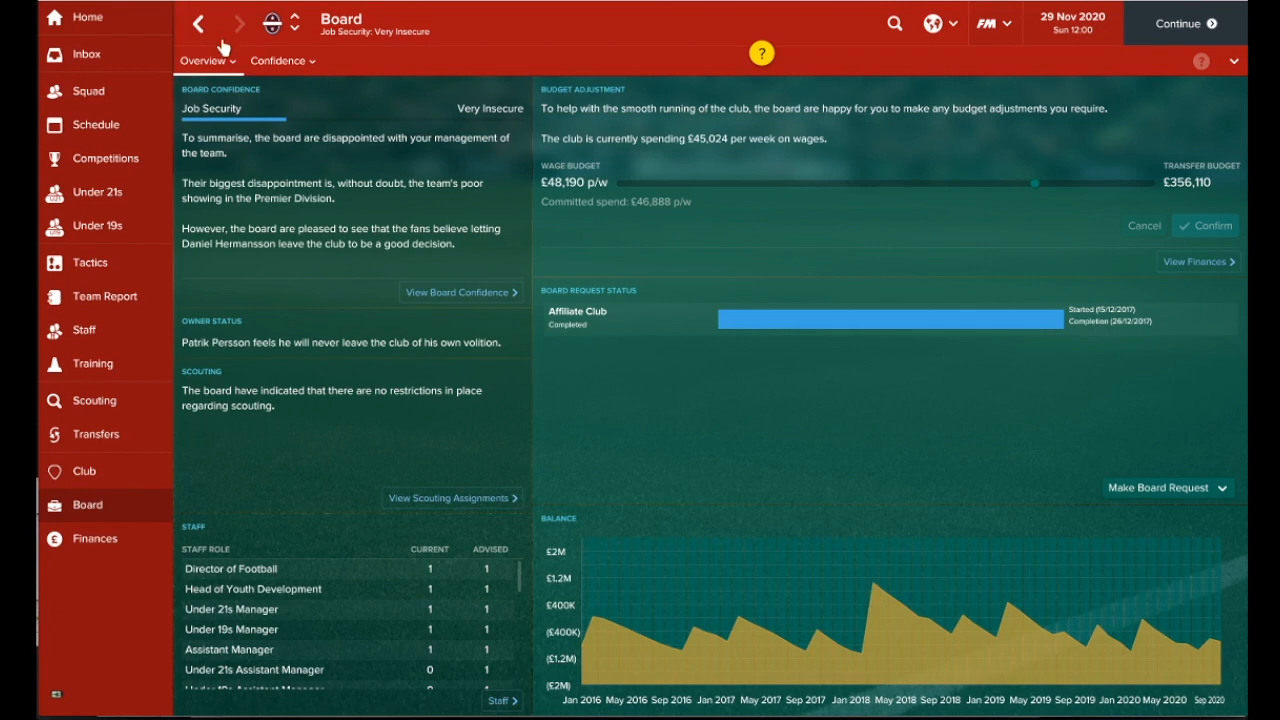 Home
Inbox
Squad
Schedule
Competitions
Under 21s
Under 19s
Tactics
Team Report
Staff
Training
Scouting
Transfers
Club
Board
Finances
Board
Job Security: Very Insecure
FM
29 Nov 2020
Sun 12:00
Continue
Overview
Confidence
?
?
BOARD CONFIDENCE
Job Security Very Insecure
To summarise, the board are disappointed with your management of
the team.
Their biggest disappointment is, without doubt, the team's poor
showing in the Premier Division.
However, the board are pleased to see that the fans believe letting
Daniel Hermansson leave the club to be a good decision.
View Board Confidence >
OWNER STATUS
Patrik Persson feels he will never leave the club of his own volition.
SCOUTING
The board have indicated that there are no restrictions in place
regarding scouting.
View Scouting Assignments >
STAFF
STAFF ROLE CURRENT ADVISED
Director of Football 1 1
Head of Youth Development 1 1
Under 21s Manager 1 1
Under 19s Manager 1 1
Assistant Manager 1 1
Under 21s Assistant Manager 0 1
Staff >
BUDGET ADJUSTMENT
To help with the smooth running of the club, the board are happy for you to make any budget adjustments you require.
The club is currently spending £45,024 per week on wages.
WAGE BUDGET TRANSFER BUDGET
£48,190 p/w £356,110
Committed spend: £46,888 p/w
Cancel Confirm
View Finances >
BOARD REQUEST STATUS
Affiliate Club
Completed
Started (15/12/2017)
Completion (26/12/2017)
Make Board Request
BALANCE
£2M
£1.2M
£400K
(£400K)
(£1.2M)
(£2M)
Jan 2016 May 2016 Sep 2016 Jan 2017 May 2017 Sep 2017 Jan 2018 May 2018 Sep 2018 Jan 2019 May 2019 Sep 2019 Jan 2020 May 2020 Sep 2020